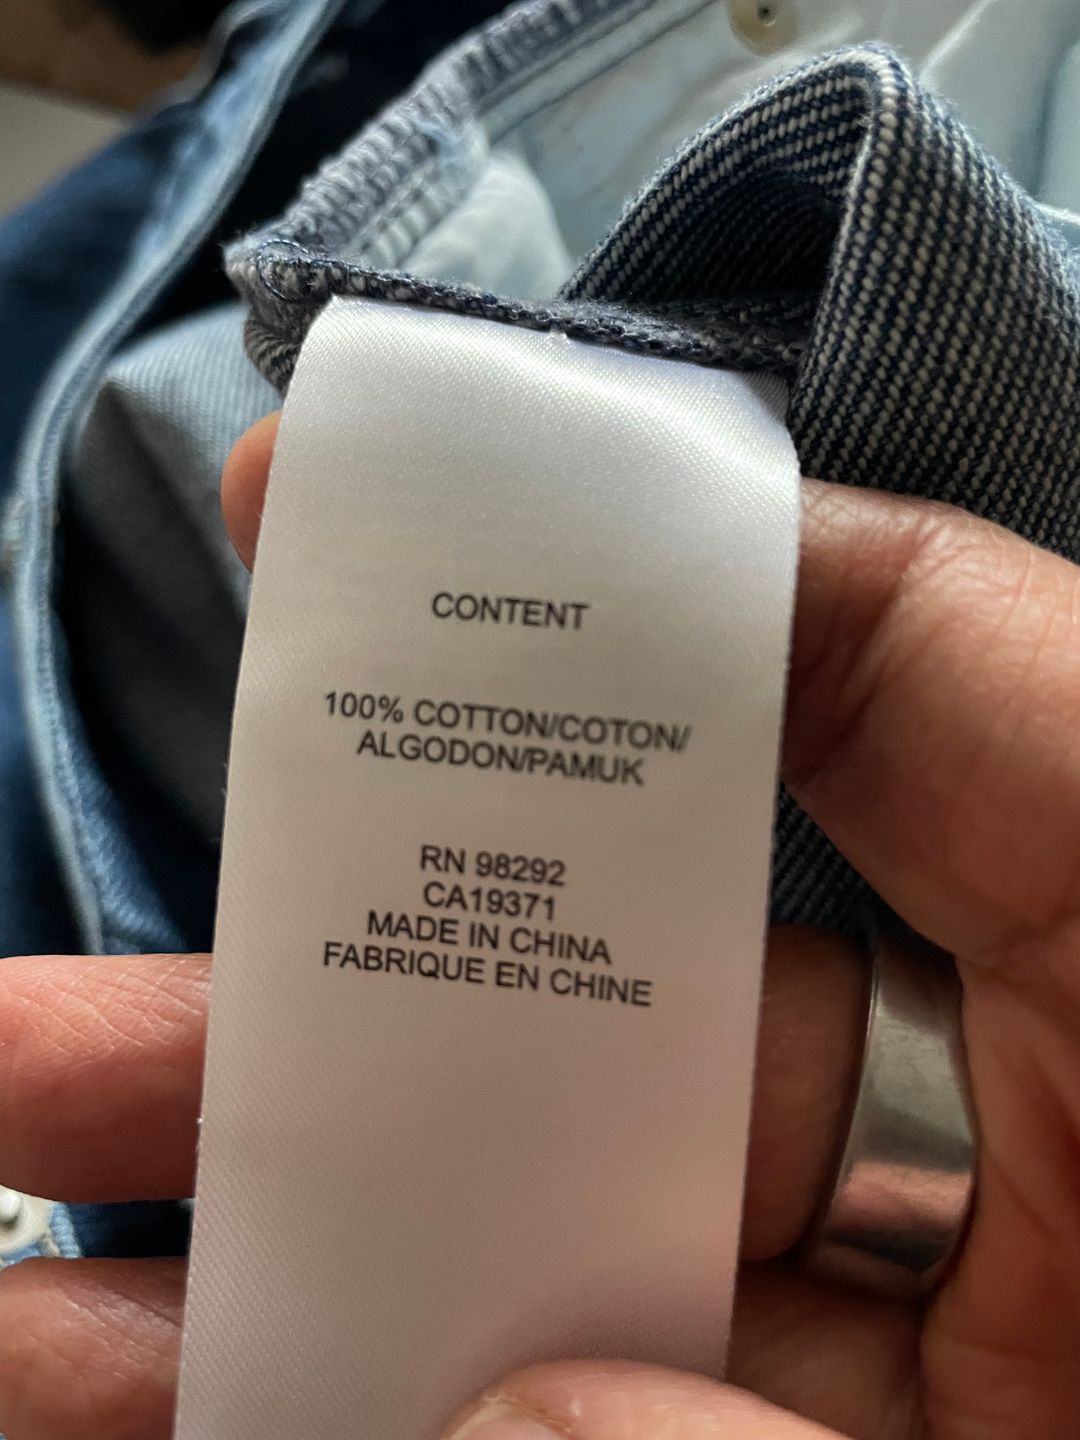 CONTENT
100% COTTON/COTON/
ALGODON/PAMUK
RN 98292
CA19371
MADE IN CHINA
FABRIQUE EN CHINE